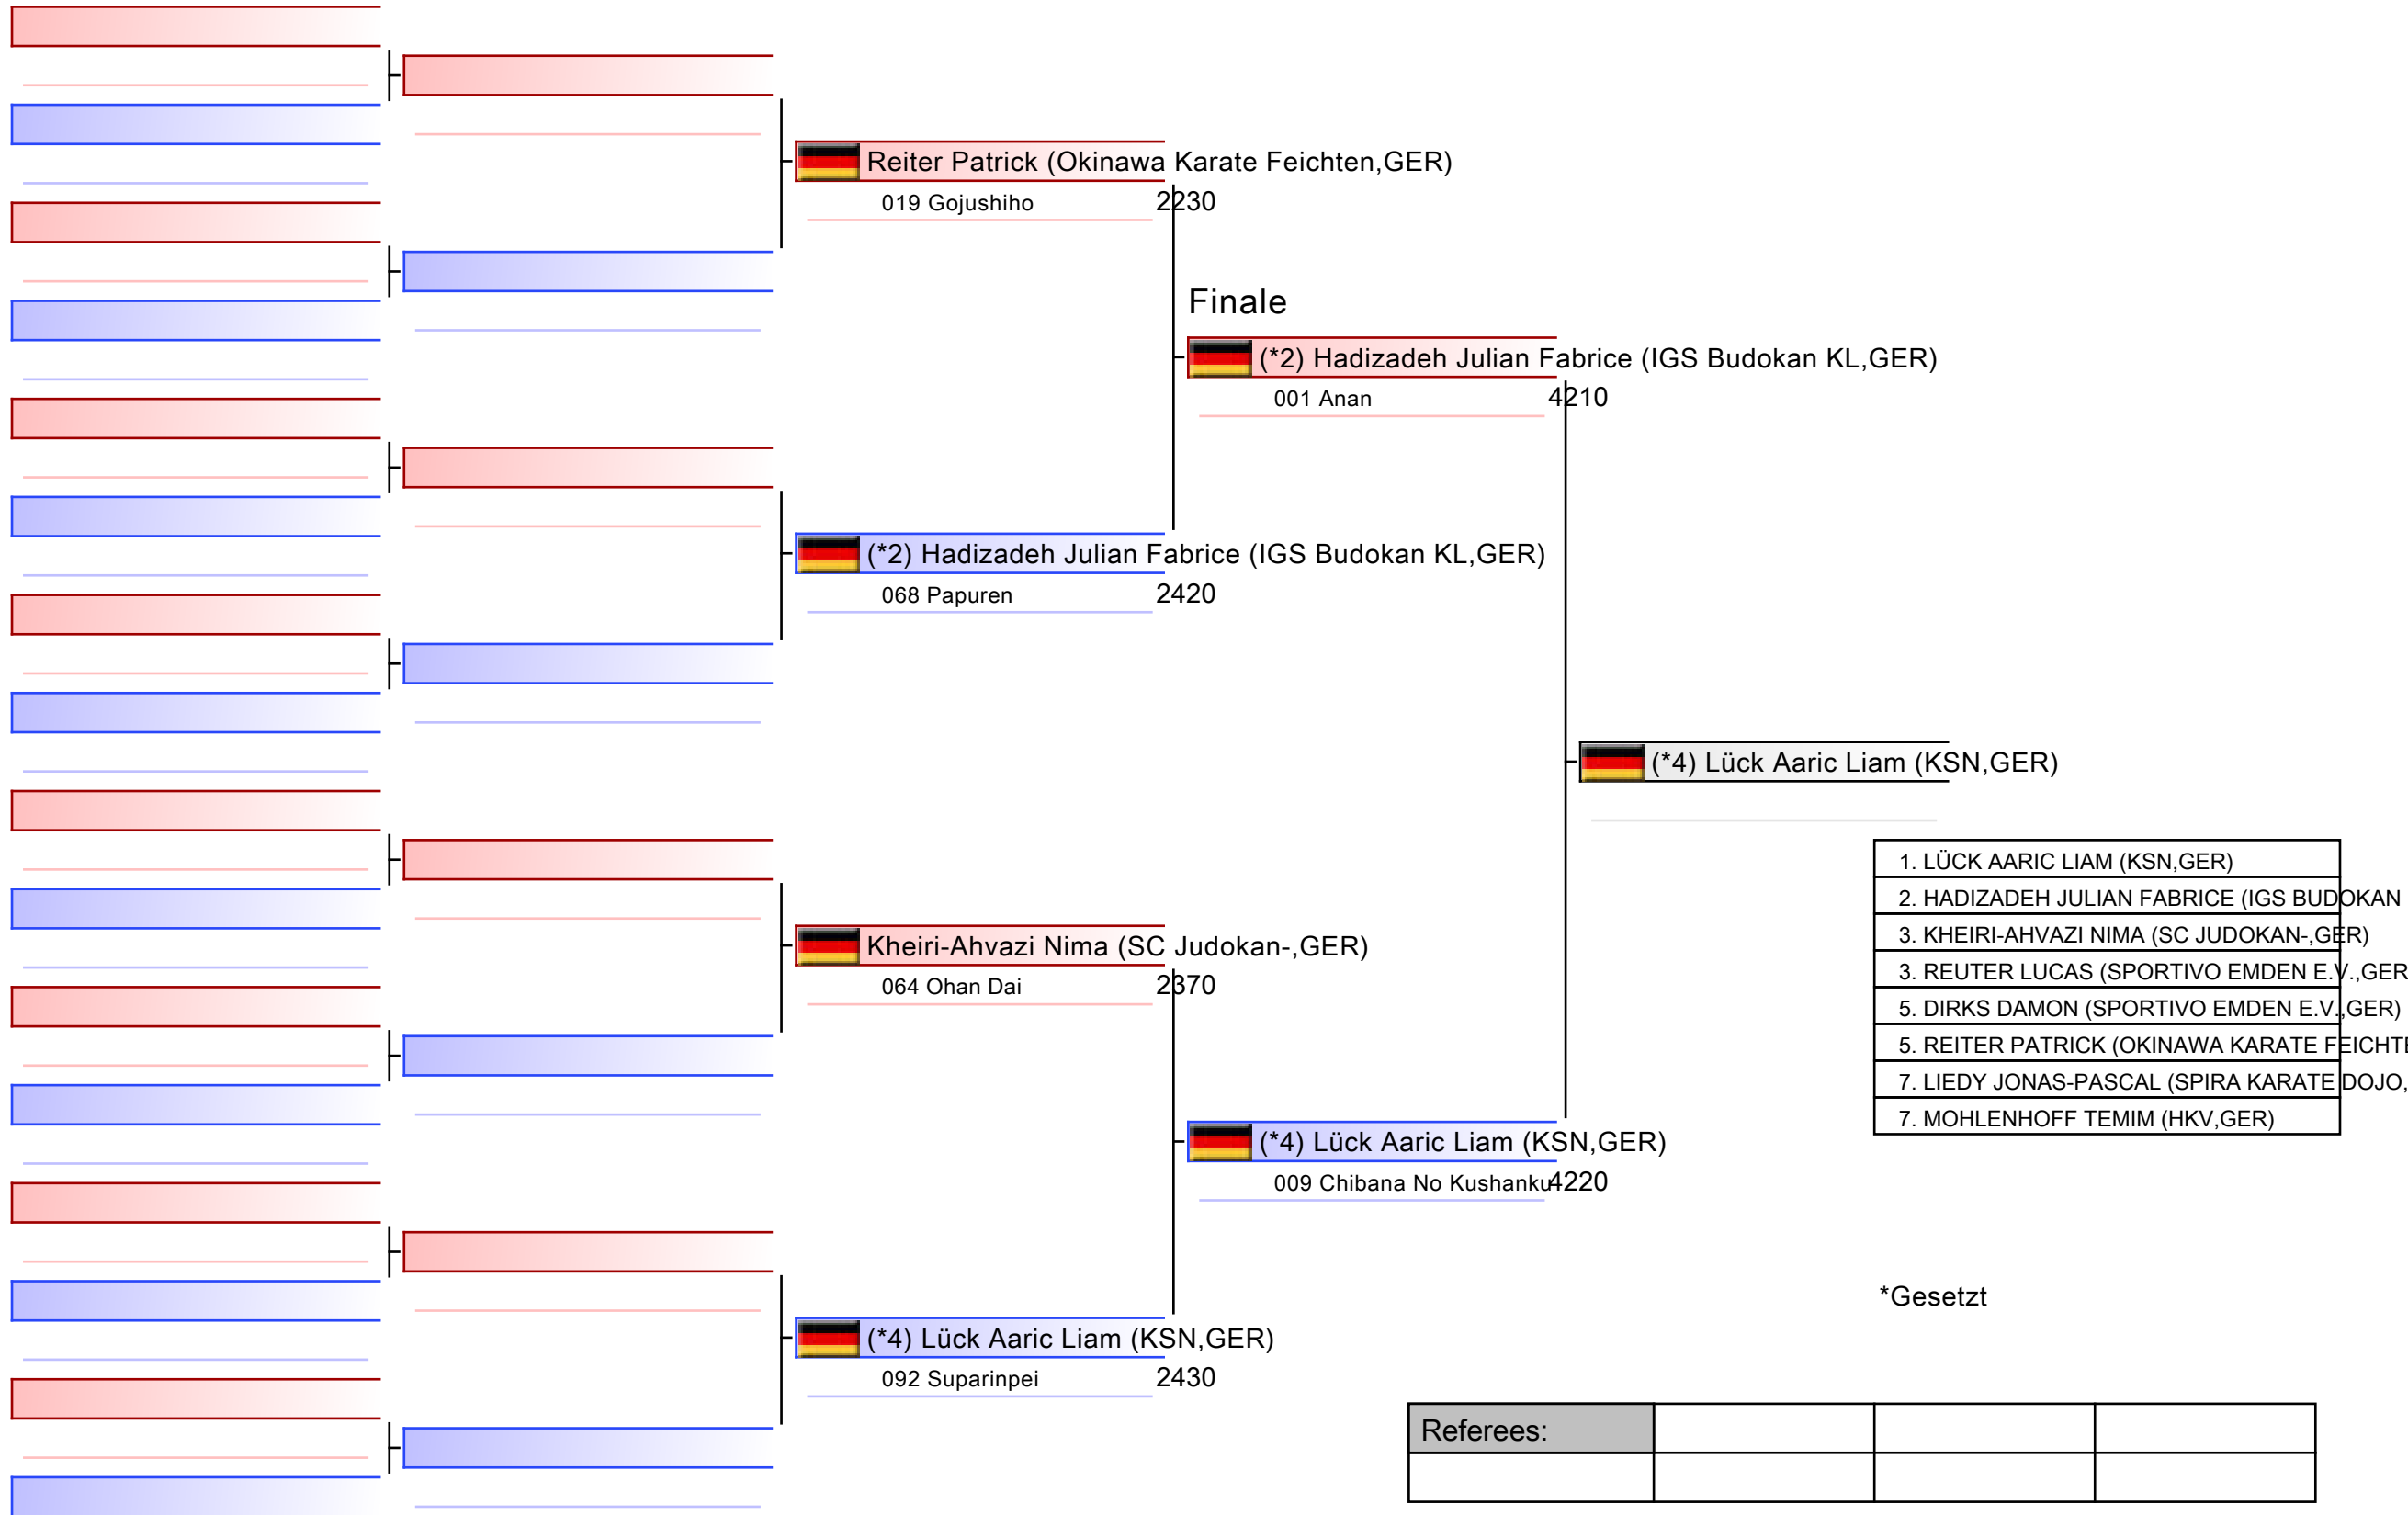 Reiter Patrick (Okinawa Karate Feichten,GER)
019 Gojushiho 2230
Finale
(*2) Hadizadeh Julian Fabrice (IGS Budokan KL,GER)
001 Anan 4210
(*2) Hadizadeh Julian Fabrice (IGS Budokan KL,GER)
068 Papuren 2420
(*4) Lück Aaric Liam (KSN,GER)
1. LÜCK AARIC LIAM (KSN,GER)
2. HADIZADEH JULIAN FABRICE (IGS BUDOKAN
3. KHEIRI-AHVAZI NIMA (SC JUDOKAN-,GER)
3. REUTER LUCAS (SPORTIVO EMDEN E.V.,GER
5. DIRKS DAMON (SPORTIVO EMDEN E.V.,GER)
5. REITER PATRICK (OKINAWA KARATE FEICHTE
7. LIEDY JONAS-PASCAL (SPIRA KARATE DOJO,
7. MOHLENHOFF TEMIM (HKV,GER)
Kheiri-Ahvazi Nima (SC Judokan-,GER)
064 Ohan Dai 2370
(*4) Lück Aaric Liam (KSN,GER)
009 Chibana No Kushanku 4220
*Gesetzt
(*4) Lück Aaric Liam (KSN,GER)
092 Suparinpei 2430
Referees: